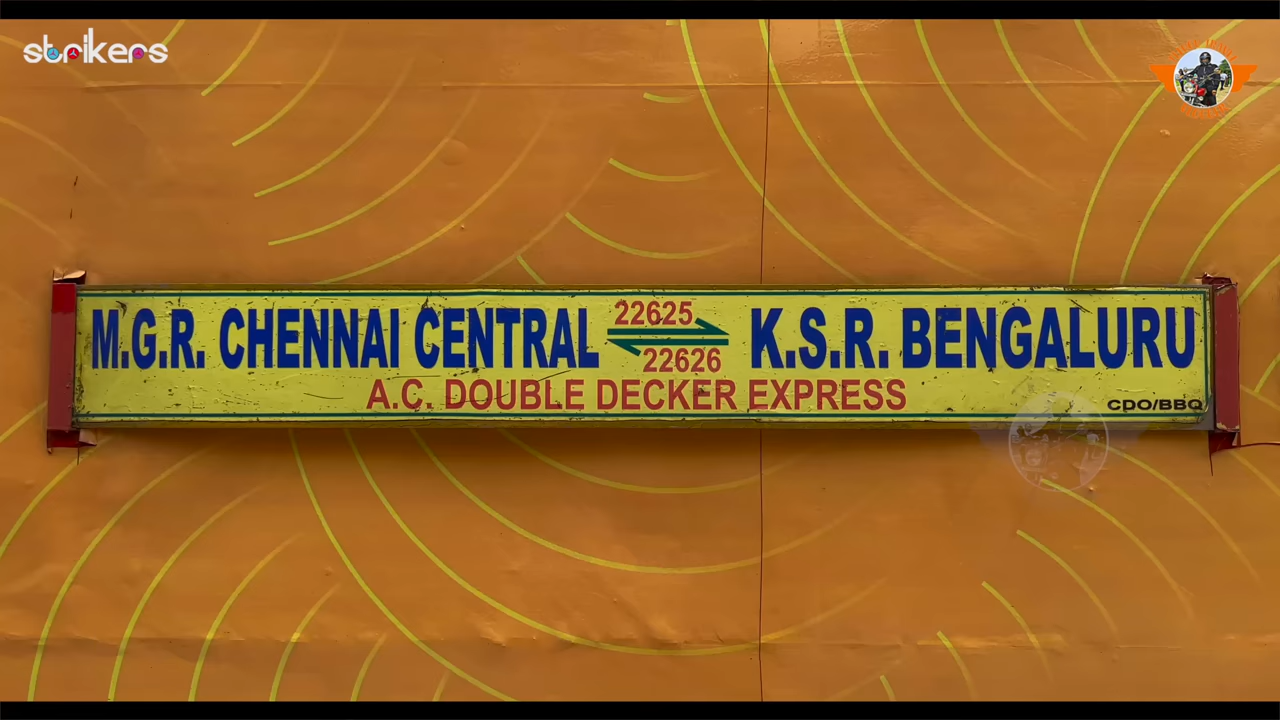 strikers
M.G.R. CHENNAI CENTRAL 22625 K.S.R. BENGALURU
22626
A.C. DOUBLE DECKER EXPRESS
CDO/BBQ